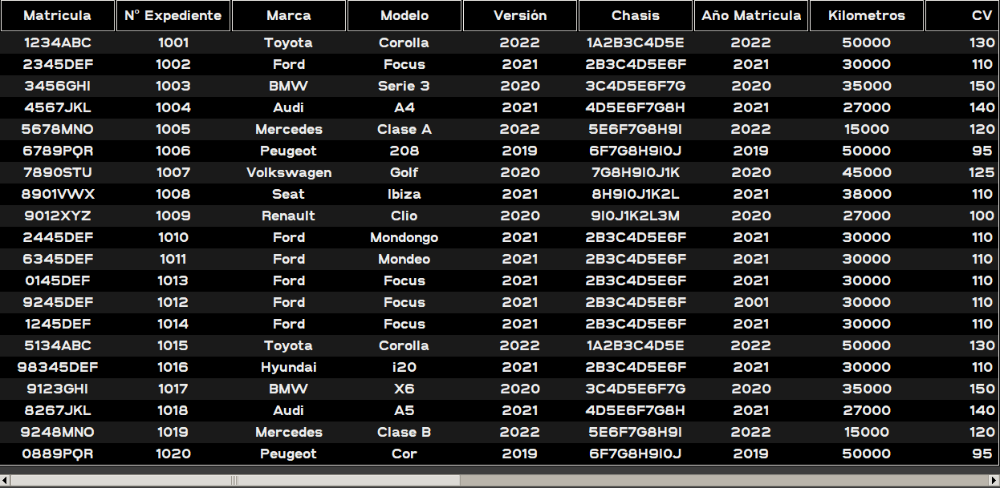 Matricula N° Expediente Marca Modelo Versión Chasis Año Matricula Kilometros CV
1234ABC 1001 Toyota Corolla 2022 1A2B3C4D5E 2022 50000 130
2345DEF 1002 Ford Focus 2021 2B3C4D5E6F 2021 30000 110
3456GHI 1003 BMW Serie 3 2020 3C4D5E6F7G 2020 35000 150
4567JKL 1004 Audi A4 2021 4D5E6F7G8H 2021 27000 140
5678MNO 1005 Mercedes Clase A 2022 5E6F7G8H9I 2022 15000 120
6789PQR 1006 Peugeot 208 2019 6F7G8H9I0J 2019 50000 95
7890STU 1007 Volkswagen Golf 2020 7G8H9I0J1K 2020 45000 125
8901VWX 1008 Seat Ibiza 2021 8H9I0J1K2L 2021 38000 110
9012XYZ 1009 Renault Clio 2020 9I0J1K2L3M 2020 27000 100
2445DEF 1010 Ford Mondongo 2021 2B3C4D5E6F 2021 30000 110
6345DEF 1011 Ford Mondeo 2021 2B3C4D5E6F 2021 30000 110
0145DEF 1013 Ford Focus 2021 2B3C4D5E6F 2021 30000 110
9245DEF 1012 Ford Focus 2021 2B3C4D5E6F 2001 30000 110
1245DEF 1014 Ford Focus 2021 2B3C4D5E6F 2021 30000 110
5134ABC 1015 Toyota Corolla 2022 1A2B3C4D5E 2022 50000 130
98345DEF 1016 Hyundai i20 2021 2B3C4D5E6F 2021 30000 110
9123GHI 1017 BMW X6 2020 3C4D5E6F7G 2020 35000 150
8267JKL 1018 Audi A5 2021 4D5E6F7G8H 2021 27000 140
9248MNO 1019 Mercedes Clase B 2022 5E6F7G8H9I 2022 15000 120
0889PQR 1020 Peugeot Cor 2019 6F7G8H9I0J 2019 50000 95